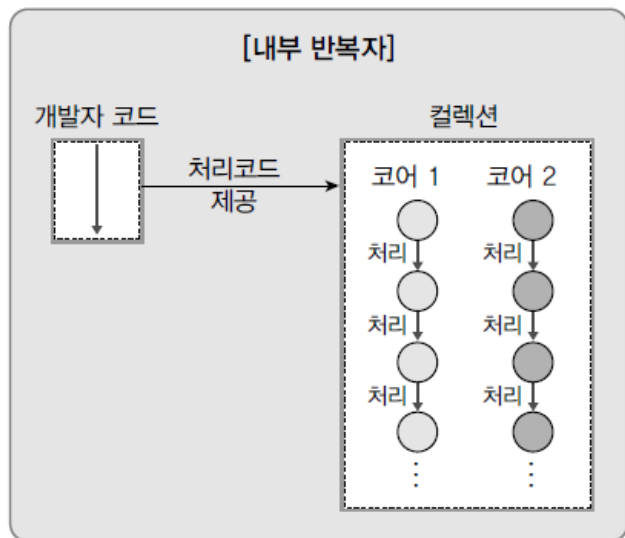 [내부 반복자]
개발자 코드
컬렉션
처리코드
제공
코어 1 코어 2
처리 처리
처리 처리
처리 처리
⋮ ⋮